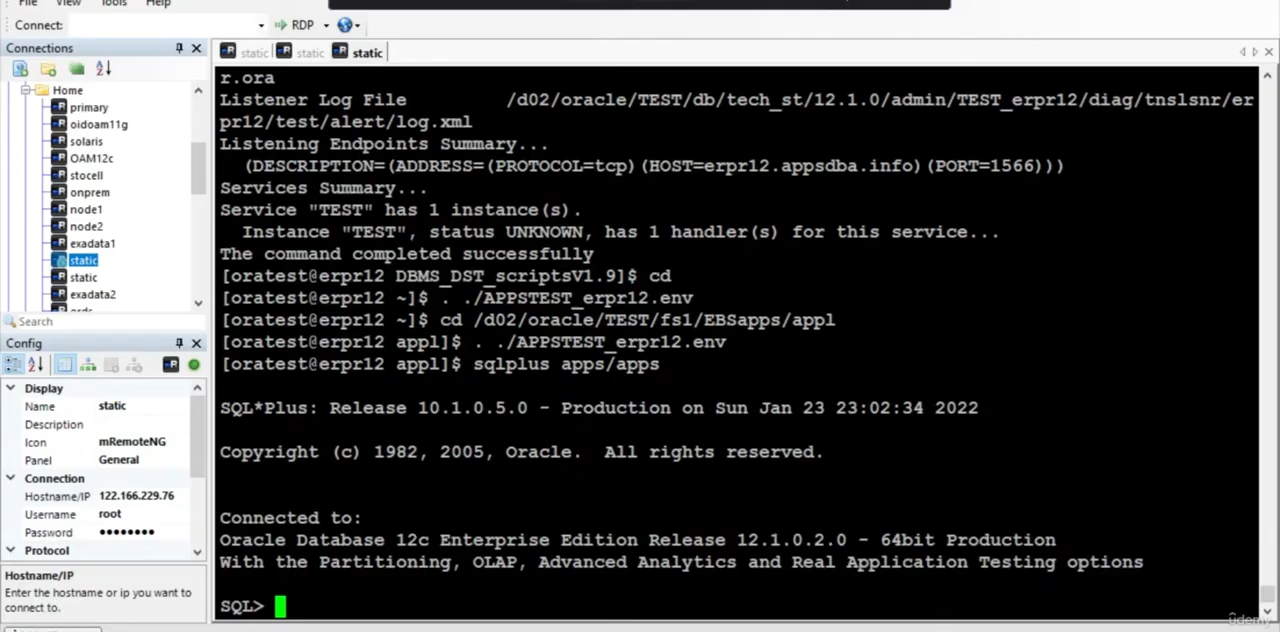 File View Tools Help
Connect: RDP
Connections
Home
primary
oidoam11g
solaris
OAM12c
stocell
onprem
node1
node2
exadata1
static
static
exadata2
Search
Config
Display
Name static
Description
Icon mRemoteNG
Panel General
Connection
Hostname/IP 122.166.229.76
Username root
Password ••••••••
Protocol
Hostname/IP
Enter the hostname or ip you want to
connect to.
static static static
r.ora
Listener Log File /d02/oracle/TEST/db/tech_st/12.1.0/admin/TEST_erpr12/diag/tnslsnr/er
pr12/test/alert/log.xml
Listening Endpoints Summary...
(DESCRIPTION=(ADDRESS=(PROTOCOL=tcp)(HOST=erpr12.appsdba.info)(PORT=1566)))
Services Summary...
Service "TEST" has 1 instance(s).
Instance "TEST", status UNKNOWN, has 1 handler(s) for this service...
The command completed successfully
[oratest@erpr12 DBMS_DST_scriptsV1.9]$ cd
[oratest@erpr12 ~]$ . ./APPSTEST_erpr12.env
[oratest@erpr12 ~]$ cd /d02/oracle/TEST/fs1/EBSapps/appl
[oratest@erpr12 appl]$ . ./APPSTEST_erpr12.env
[oratest@erpr12 appl]$ sqlplus apps/apps
SQL*Plus: Release 10.1.0.5.0 - Production on Sun Jan 23 23:02:34 2022
Copyright (c) 1982, 2005, Oracle. All rights reserved.
Connected to:
Oracle Database 12c Enterprise Edition Release 12.1.0.2.0 - 64bit Production
With the Partitioning, OLAP, Advanced Analytics and Real Application Testing options
SQL>
udemy